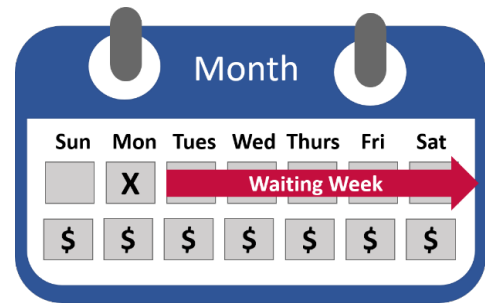 Month
Sun Mon Tues Wed Thurs Fri Sat
X Waiting Week
$ $ $ $ $ $ $